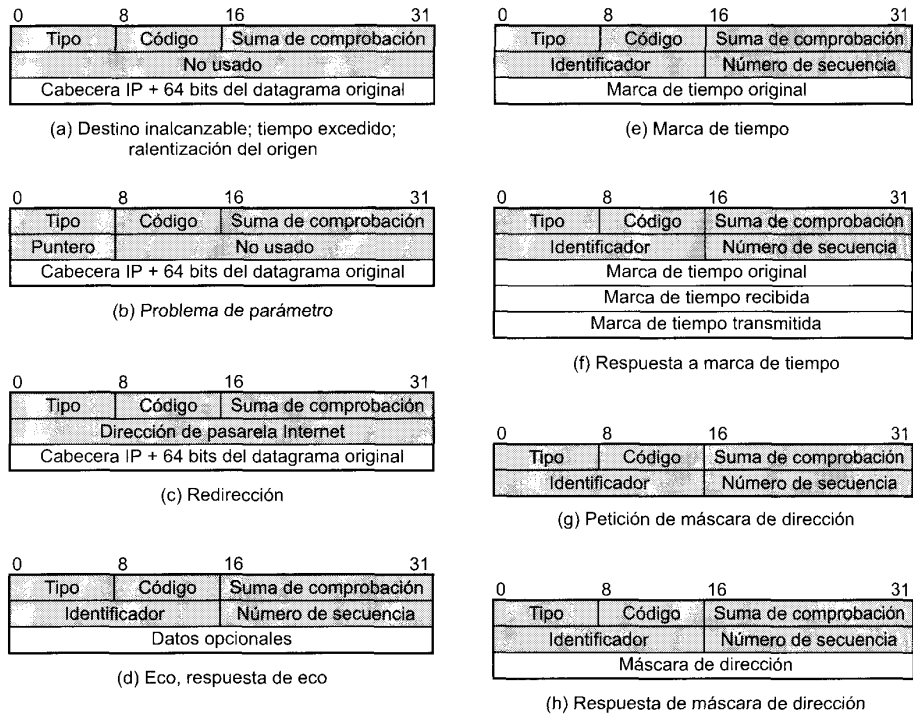 0 8 16 31
Tipo Código Suma de comprobación
No usado
Cabecera IP + 64 bits del datagrama original
(a) Destino inalcanzable; tiempo excedido;
ralentización del origen
0 8 16 31
Tipo Código Suma de comprobación
Puntero No usado
Cabecera IP + 64 bits del datagrama original
(b) Problema de parámetro
0 8 16 31
Tipo Código Suma de comprobación
Dirección de pasarela Internet
Cabecera IP + 64 bits del datagrama original
(c) Redirección
0 8 16 31
Tipo Código Suma de comprobación
Identificador Número de secuencia
Datos opcionales
(d) Eco, respuesta de eco
0 8 16 31
Tipo Código Suma de comprobación
Identificador Número de secuencia
Marca de tiempo original
(e) Marca de tiempo
0 8 16 31
Tipo Código Suma de comprobación
Identificador Número de secuencia
Marca de tiempo original
Marca de tiempo recibida
Marca de tiempo transmitida
(f) Respuesta a marca de tiempo
0 8 16 31
Tipo Código Suma de comprobación
Identificador Número de secuencia
(g) Petición de máscara de dirección
0 8 16 31
Tipo Código Suma de comprobación
Identificador Número de secuencia
Máscara de dirección
(h) Respuesta de máscara de dirección